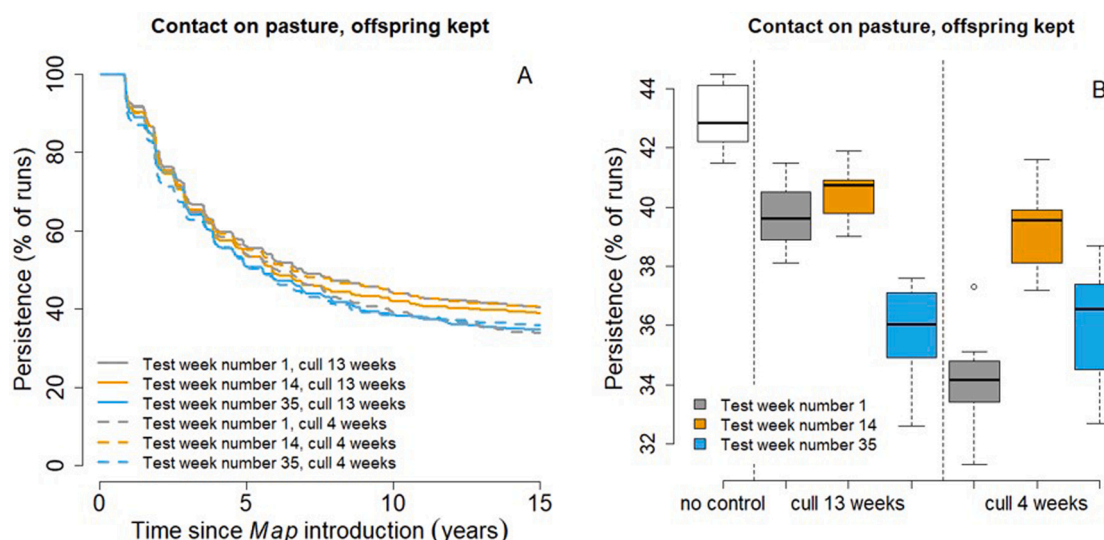 Contact on pasture, offspring kept
A
Persistence (% of runs)
100
80
60
40
20
0
Test week number 1, cull 13 weeks
Test week number 14, cull 13 weeks
Test week number 35, cull 13 weeks
Test week number 1, cull 4 weeks
Test week number 14, cull 4 weeks
Test week number 35, cull 4 weeks
0 5 10 15
Time since Map introduction (years)
Contact on pasture, offspring kept
B
Persistence (% of runs)
44
42
40
38
36
34
32
Test week number 1
Test week number 14
Test week number 35
no control cull 13 weeks cull 4 weeks